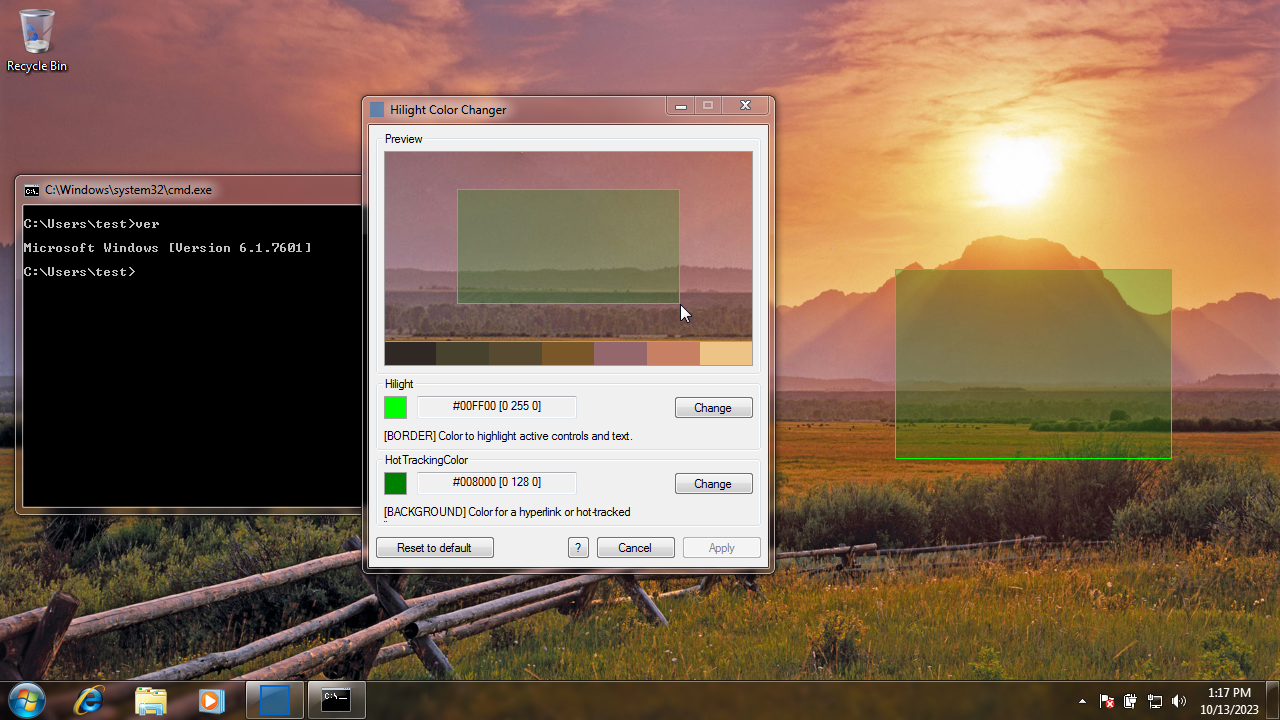 Recycle Bin
Hilight Color Changer
Preview
C:\Windows\system32\cmd.exe
C:\Users\test>ver
Microsoft Windows [Version 6.1.7601]
C:\Users\test>
Hilight
#00FF00 [0 255 0]
Change
[BORDER] Color to highlight active controls and text.
HotTrackingColor
#008000 [0 128 0]
Change
[BACKGROUND] Color for a hyperlink or hot-tracked
Reset to default
?
Cancel
Apply
C:\_
1:17 PM
10/13/2023